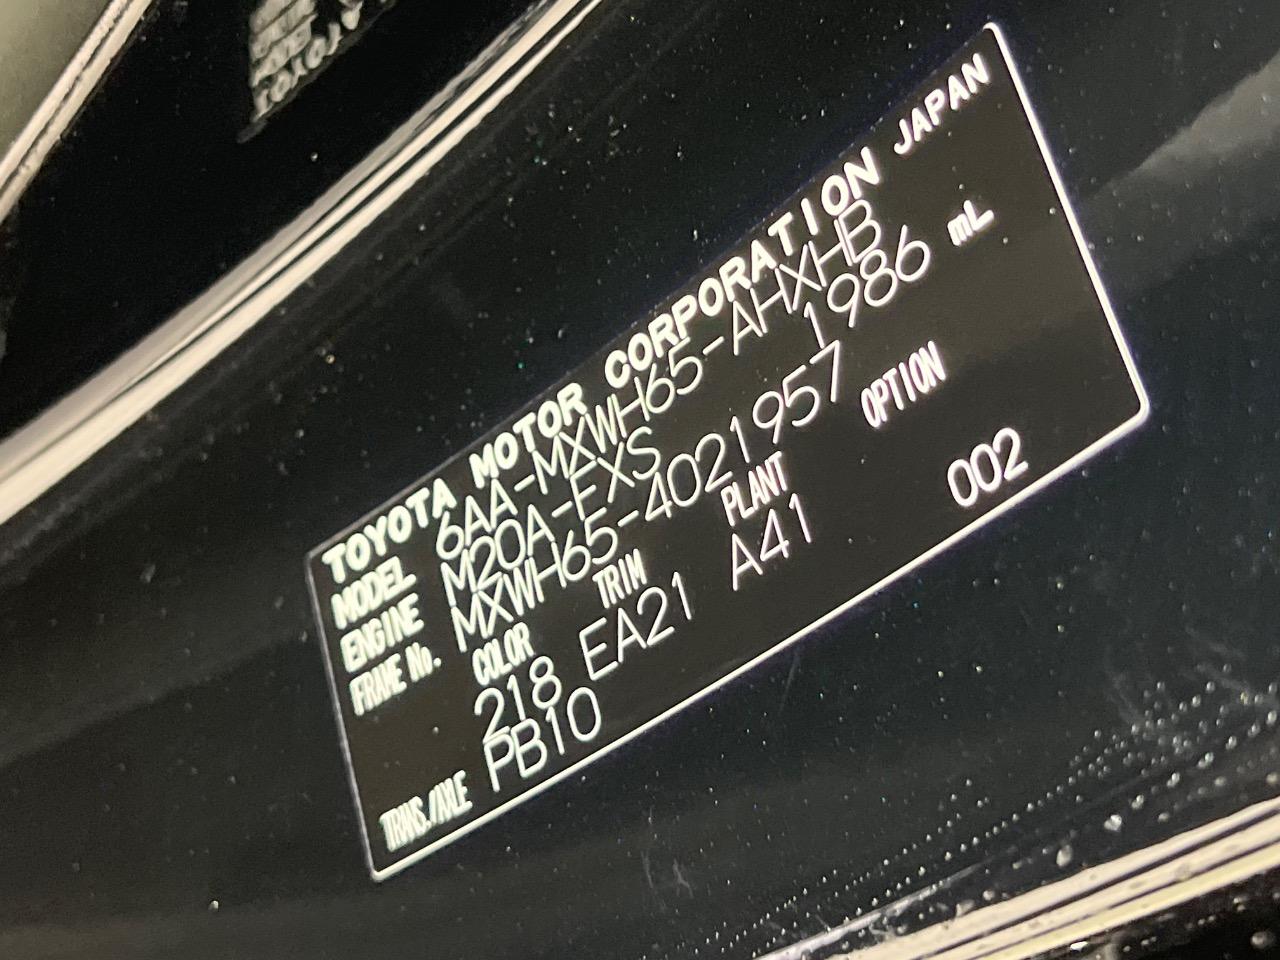 TOYOTA MOTOR CORPORATION JAPAN
MODEL 6AA-MXWH65-AHXHB
ENGINE M20A-FXS 1986 mL
FRAME No. MXWH65-4021957
COLOR TRIM PLANT OPTION
218 EA21 A41 002
TRANS./AXLE PB10